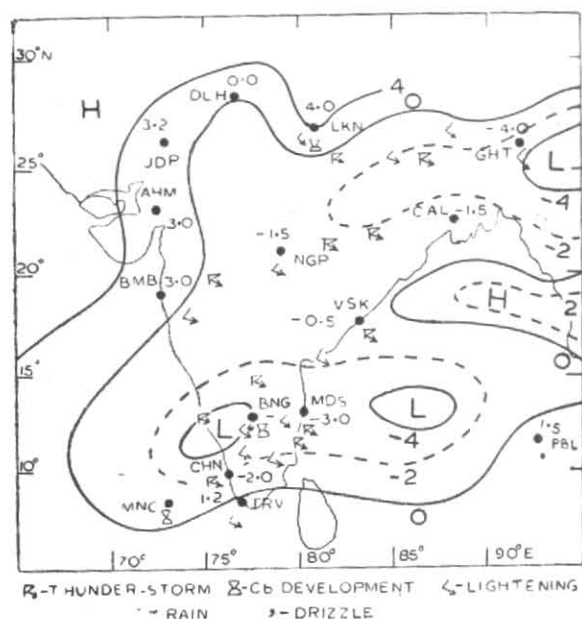 30°N
H
0.0
DLH
4.0
LKN
4
O
3.2
JDP
-4.0
GHT
L
25°
AHM
3.0
CAL -1.5
-4
-2
-1.5
NGP
20°
BMB 3.0
VSK
-0.5
H
2
O
15°
BNG
MDS
-3.0
L
L
-4
1.5
PBL
CHN
-2.0
-2
10°
MNC
1.2
TRV
O
70° 75° 80° 85° 90°E
-THUNDER-STORM -Cb DEVELOPMENT -LIGHTENING
-RAIN -DRIZZLE